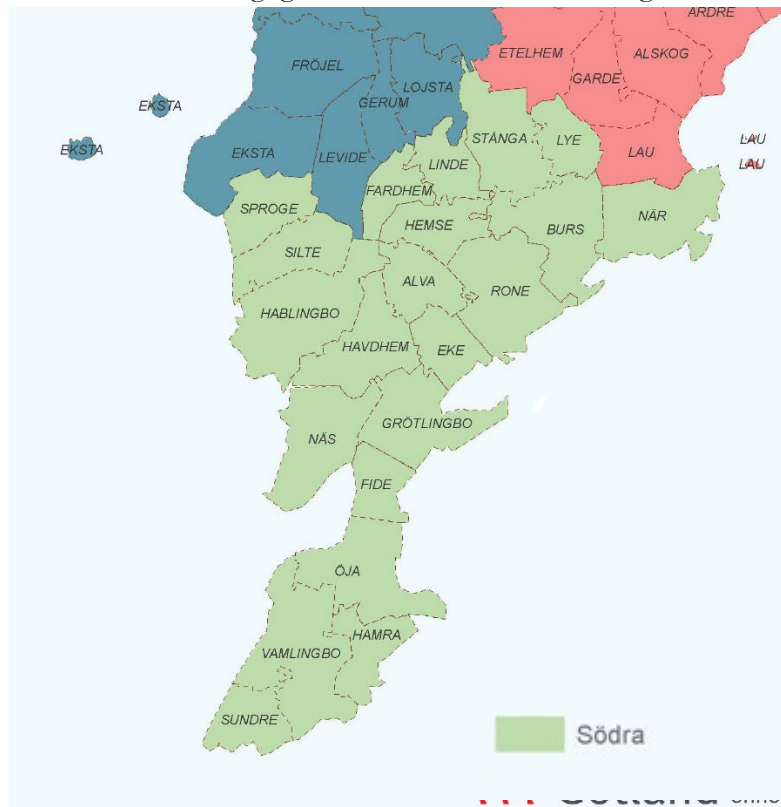 ARDRE
ETELHEM
ALSKOG
FRÖJEL
GARDE
LOJSTA
GERUM
EKSTA
STÅNGA
LYE
LAU
EKSTA
EKSTA
LEVIDE
LINDE
LAU
LAU
FARDHEM
SPROGE
NÄR
HEMSE
BURS
SILTE
ALVA
RONE
HABLINGBO
HAVDHEM
EKE
GRÖTLINGBO
NÄS
FIDE
ÖJA
HAMRA
VAMLINGBO
SUNDRE
Södra